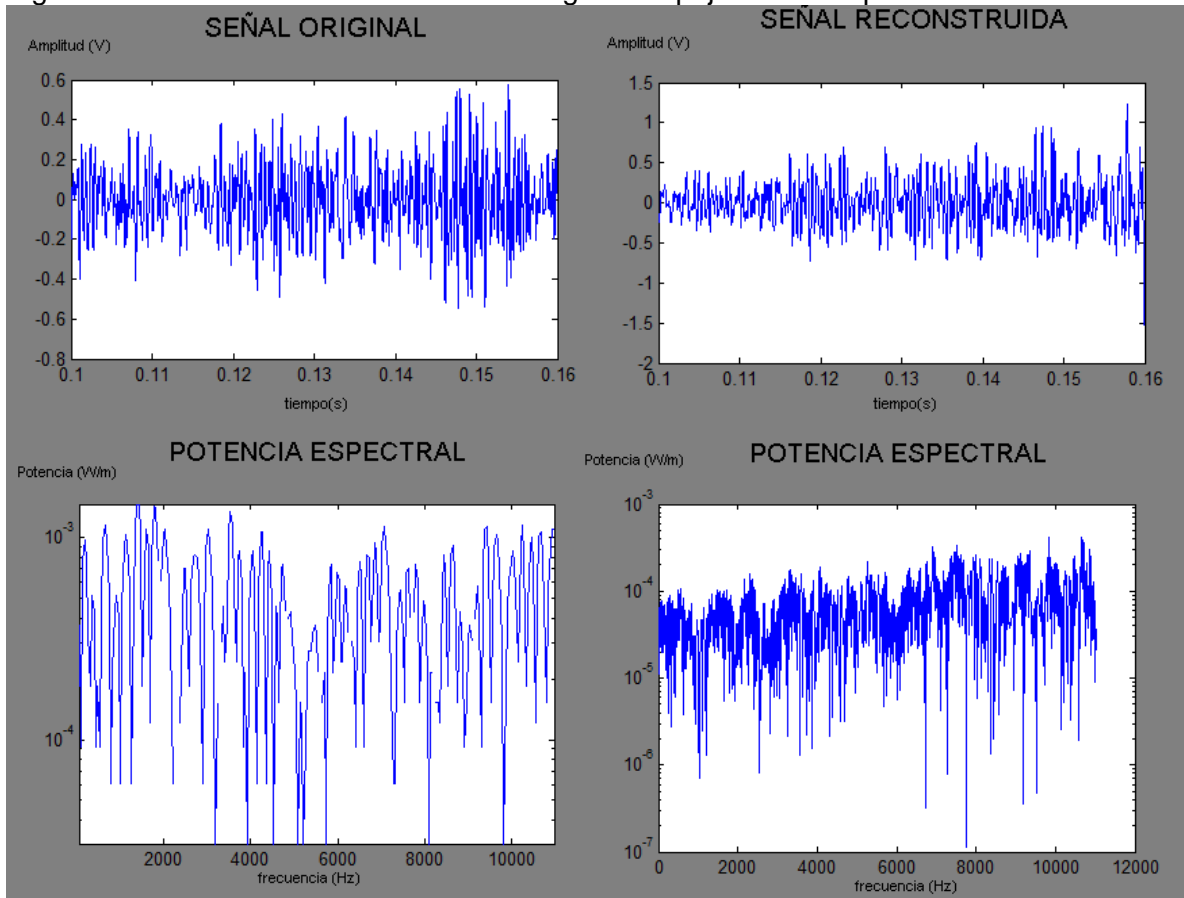 SEÑAL ORIGINAL
Amplitud (V)
0.6
0.4
0.2
0
-0.2
-0.4
-0.6
-0.8
0.1 0.11 0.12 0.13 0.14 0.15 0.16
tiempo(s)
SEÑAL RECONSTRUIDA
Amplitud (V)
1.5
1
0.5
0
-0.5
-1
-1.5
-2
0.1 0.11 0.12 0.13 0.14 0.15 0.16
tiempo(s)
POTENCIA ESPECTRAL
Potencia (W/m)
10^-3
10^-4
2000 4000 6000 8000 10000
frecuencia (Hz)
POTENCIA ESPECTRAL
Potencia (W/m)
10^-3
10^-4
10^-5
10^-6
10^-7
0 2000 4000 6000 8000 10000 12000
frecuencia (Hz)